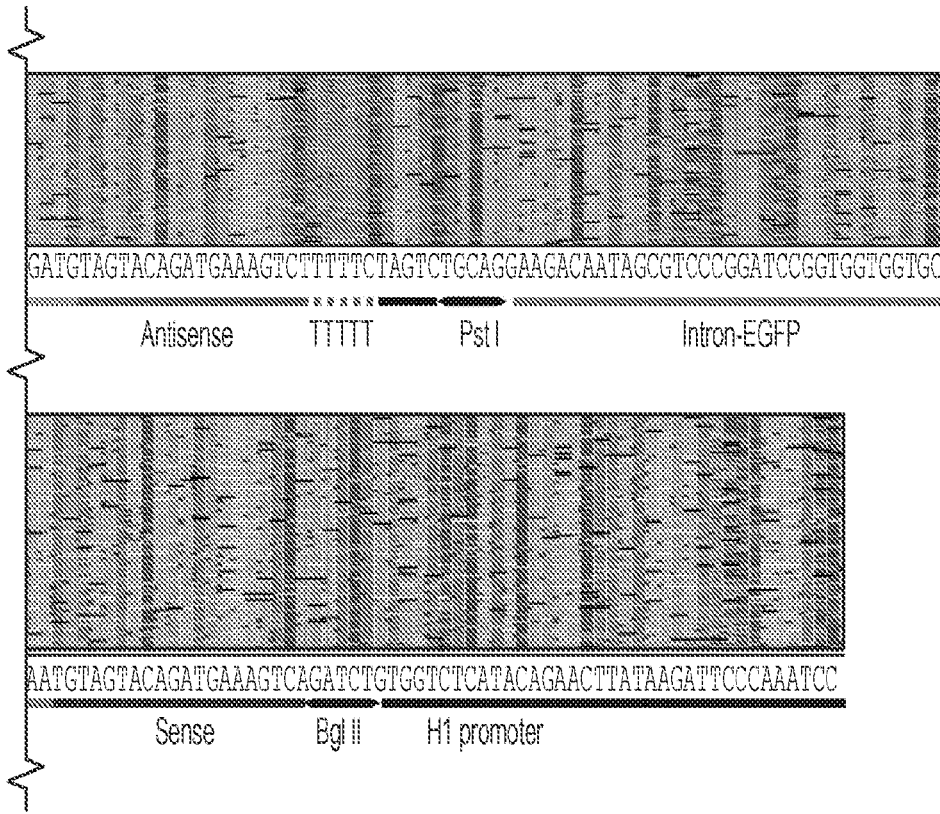 GATGTAGTACAGATGAAAGTCTTTTTCTAGTCTGCAGGAAGACAATAGCGTCCCGGATCCGGTGGTGGTGC
Antisense TTTTT Pst I Intron-EGFP
AATGTAGTACAGATGAAAGTCAGATCTGTGGTCTCATACAGAACTTATAAGATTCCCAAATCC
Sense Bgl II H1 promoter